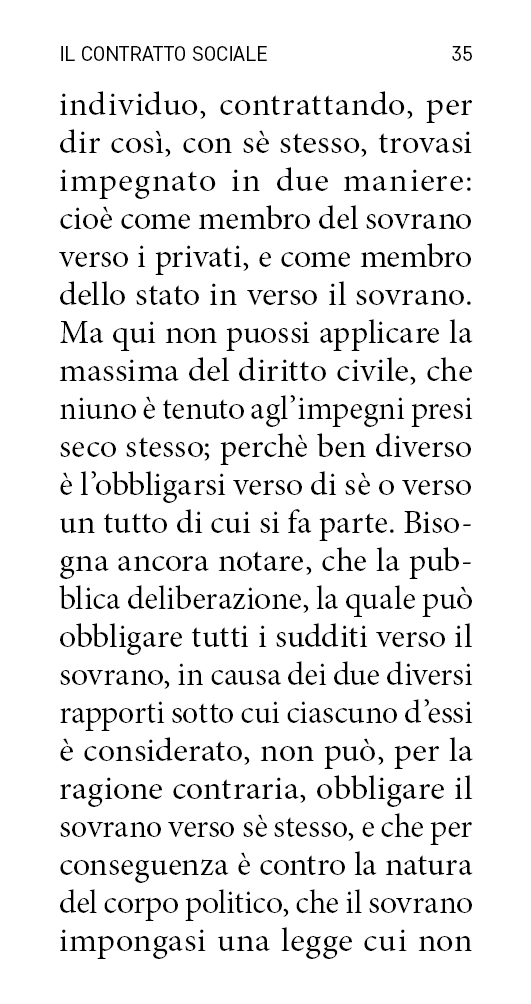 IL CONTRATTO SOCIALE 35
individuo, contrattando, per
dir così, con sè stesso, trovasi
impegnato in due maniere:
cioè come membro del sovrano
verso i privati, e come membro
dello stato in verso il sovrano.
Ma qui non puossi applicare la
massima del diritto civile, che
niuno è tenuto agl’impegni presi
seco stesso; perchè ben diverso
è l’obbligarsi verso di sè o verso
un tutto di cui si fa parte. Biso-
gna ancora notare, che la pub-
blica deliberazione, la quale può
obbligare tutti i sudditi verso il
sovrano, in causa dei due diversi
rapporti sotto cui ciascuno d’essi
è considerato, non può, per la
ragione contraria, obbligare il
sovrano verso sè stesso, e che per
conseguenza è contro la natura
del corpo politico, che il sovrano
impongasi una legge cui non